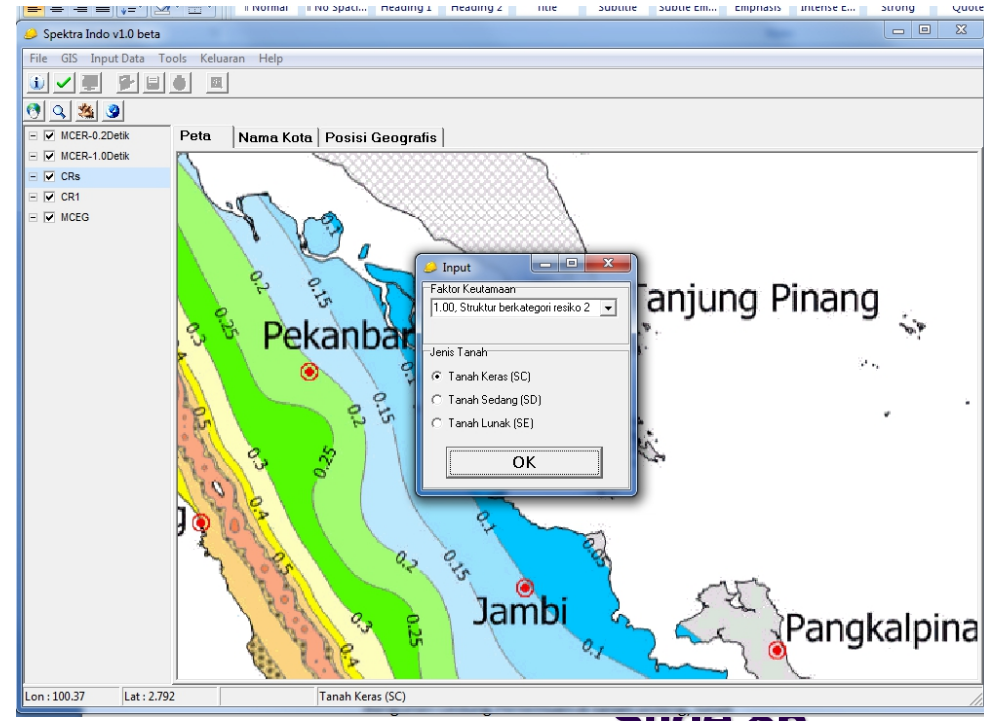 Normal No Spaci... Heading 1 Heading 2 Title Subtitle Subtle Em... Emphasis Intense E... Strong Quote
Spektra Indo v1.0 beta
File GIS Input Data Tools Keluaran Help
MCER-0.2Detik
MCER-1.0Detik
CRs
CR1
MCEG
Peta Nama Kota Posisi Geografis
Input
Faktor Keutamaan
1.00, Struktur berkategori resiko 2
Jenis Tanah
Tanah Keras (SC)
Tanah Sedang (SD)
Tanah Lunak (SE)
OK
0.1
0.2
0.15
0.25
0.3
Pekanbar
anjung Pinang
0.1
0.15
0.2
0.5
0.3
0.25
0.4
0.1
0.05
0.5
0.2
0.15
Jambi
0.3
0.25
0.4
0.1
Pangkalpina
Lon : 100.37 Lat : 2.792 Tanah Keras (SC)